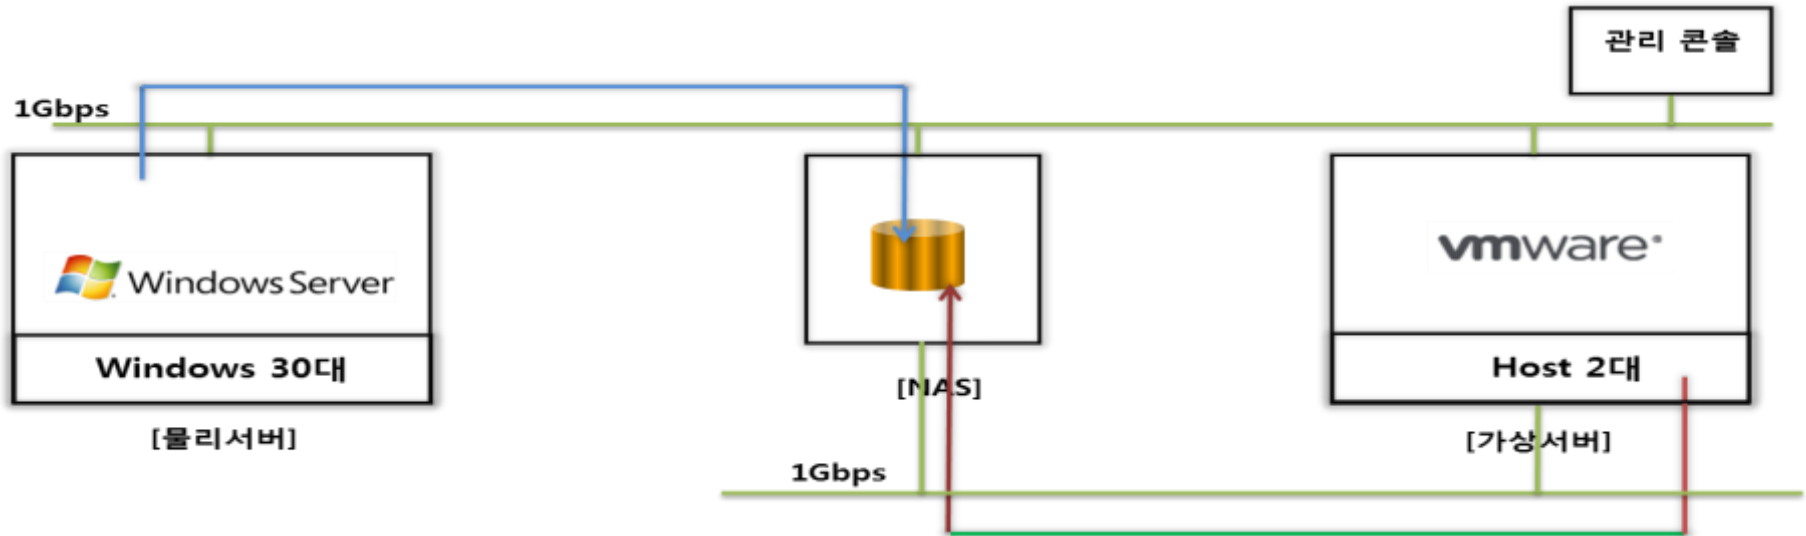 관리 콘솔
1Gbps
Windows Server
vmware
Windows 30대
Host 2대
[NAS]
[물리서버]
[가상서버]
1Gbps